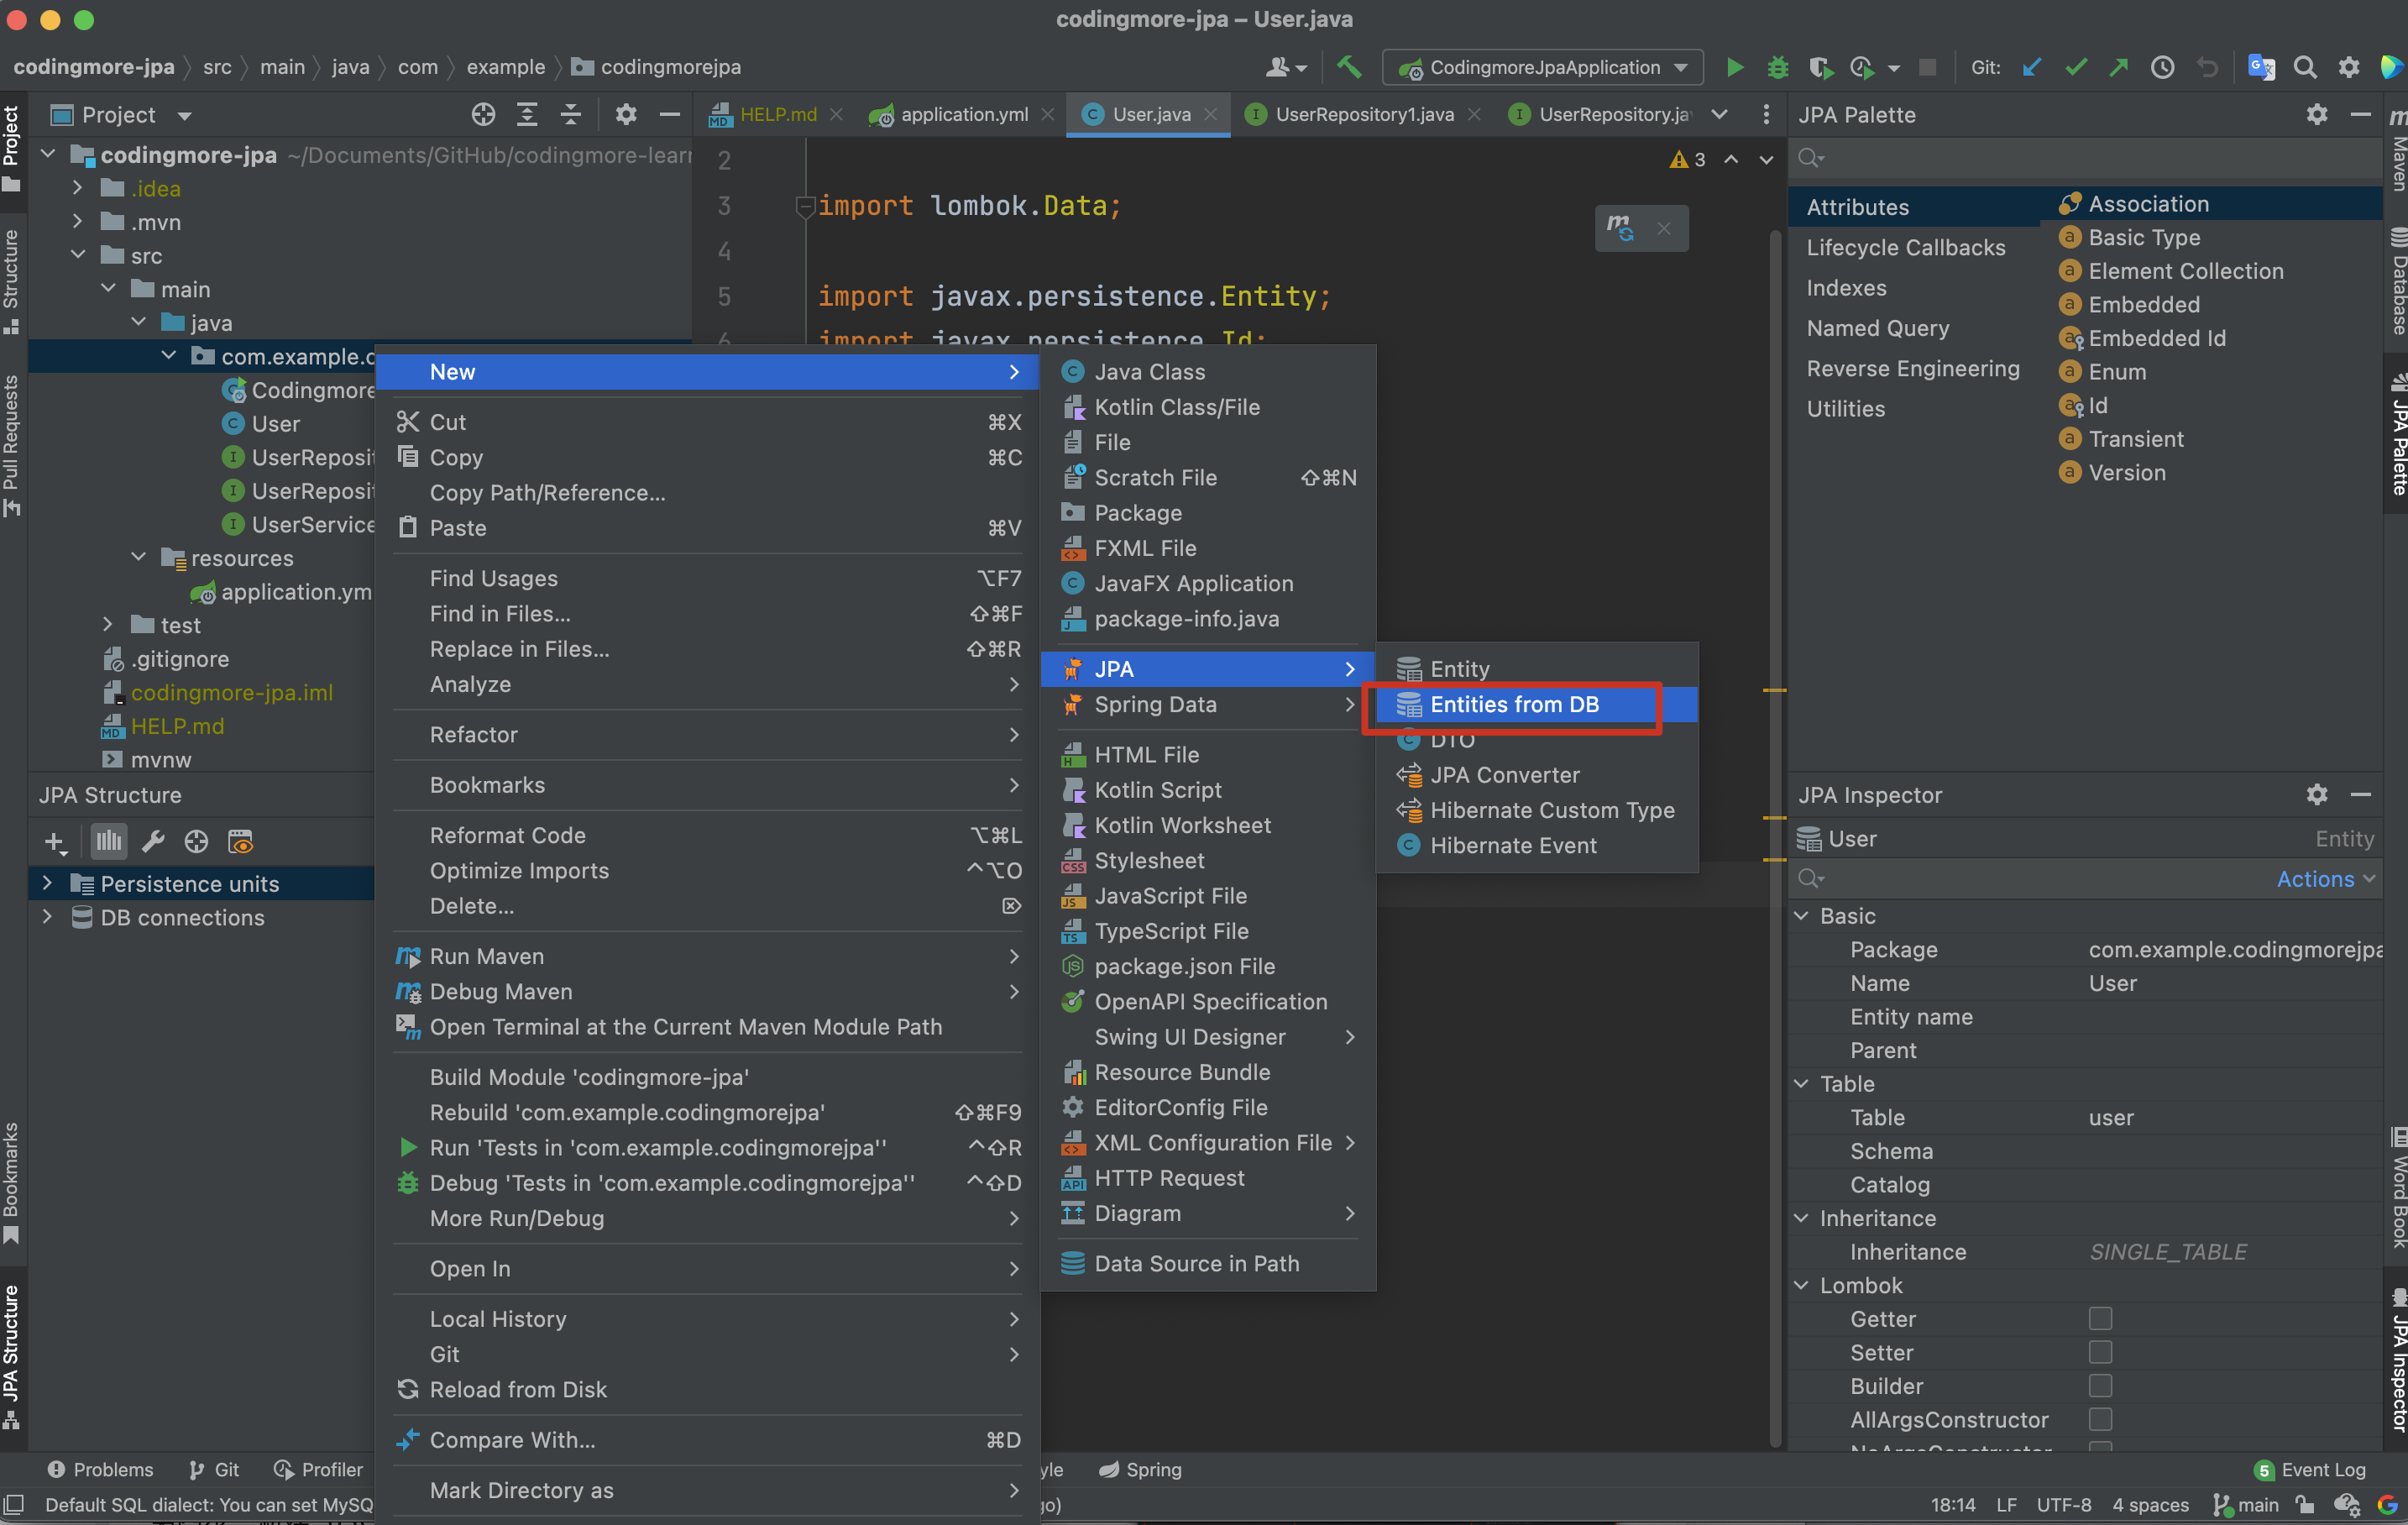 codingmore-jpa – User.java
codingmore-jpa
src
main
java
com
example
codingmorejpa
CodingmoreJpaApplication
Git:
Project
HELP.md
application.yml
User.java
UserRepository1.java
UserRepository.ja
JPA Palette
codingmore-jpa ~/Documents/GitHub/codingmore-lear
.idea
.mvn
src
main
java
com.example.c
Codingmore
User
UserReposit
UserReposit
UserService
resources
application.ym
test
.gitignore
codingmore-jpa.iml
HELP.md
mvnw
JPA Structure
Persistence units
DB connections
2
3 import lombok.Data;
4
5 import javax.persistence.Entity;
6 import javax.persistence.Id;
3
New
Cut ⌘X
Copy ⌘C
Copy Path/Reference...
Paste ⌘V
Find Usages ⌥F7
Find in Files... ⇧⌘F
Replace in Files... ⇧⌘R
Analyze
Refactor
Bookmarks
Reformat Code ⌥⌘L
Optimize Imports ^⌥O
Delete... ⌦
Run Maven
Debug Maven
Open Terminal at the Current Maven Module Path
Build Module 'codingmore-jpa'
Rebuild 'com.example.codingmorejpa' ⇧⌘F9
Run 'Tests in 'com.example.codingmorejpa'' ^⇧R
Debug 'Tests in 'com.example.codingmorejpa'' ^⇧D
More Run/Debug
Open In
Local History
Git
Reload from Disk
Compare With... ⌘D
Mark Directory as
Java Class
Kotlin Class/File
File
Scratch File ⇧⌘N
Package
FXML File
JavaFX Application
package-info.java
JPA
Spring Data
HTML File
Kotlin Script
Kotlin Worksheet
Stylesheet
JavaScript File
TypeScript File
package.json File
OpenAPI Specification
Swing UI Designer
Resource Bundle
EditorConfig File
XML Configuration File
HTTP Request
Diagram
Data Source in Path
Entity
Entities from DB
DTO
JPA Converter
Hibernate Custom Type
Hibernate Event
Attributes
Lifecycle Callbacks
Indexes
Named Query
Reverse Engineering
Utilities
Association
Basic Type
Element Collection
Embedded
Embedded Id
Enum
Id
Transient
Version
JPA Inspector
User Entity
Actions
Basic
Package com.example.codingmorejpa
Name User
Entity name
Parent
Table
Table user
Schema
Catalog
Inheritance
Inheritance SINGLE_TABLE
Lombok
Getter
Setter
Builder
AllArgsConstructor
NoArgsConstructor
Project
Structure
Pull Requests
Bookmarks
JPA Structure
Maven
Database
JPA Palette
Word Book
JPA Inspector
Problems
Git
Profiler
yle
Spring
5 Event Log
Default SQL dialect: You can set MySQ
go)
18:14 LF UTF-8 4 spaces main